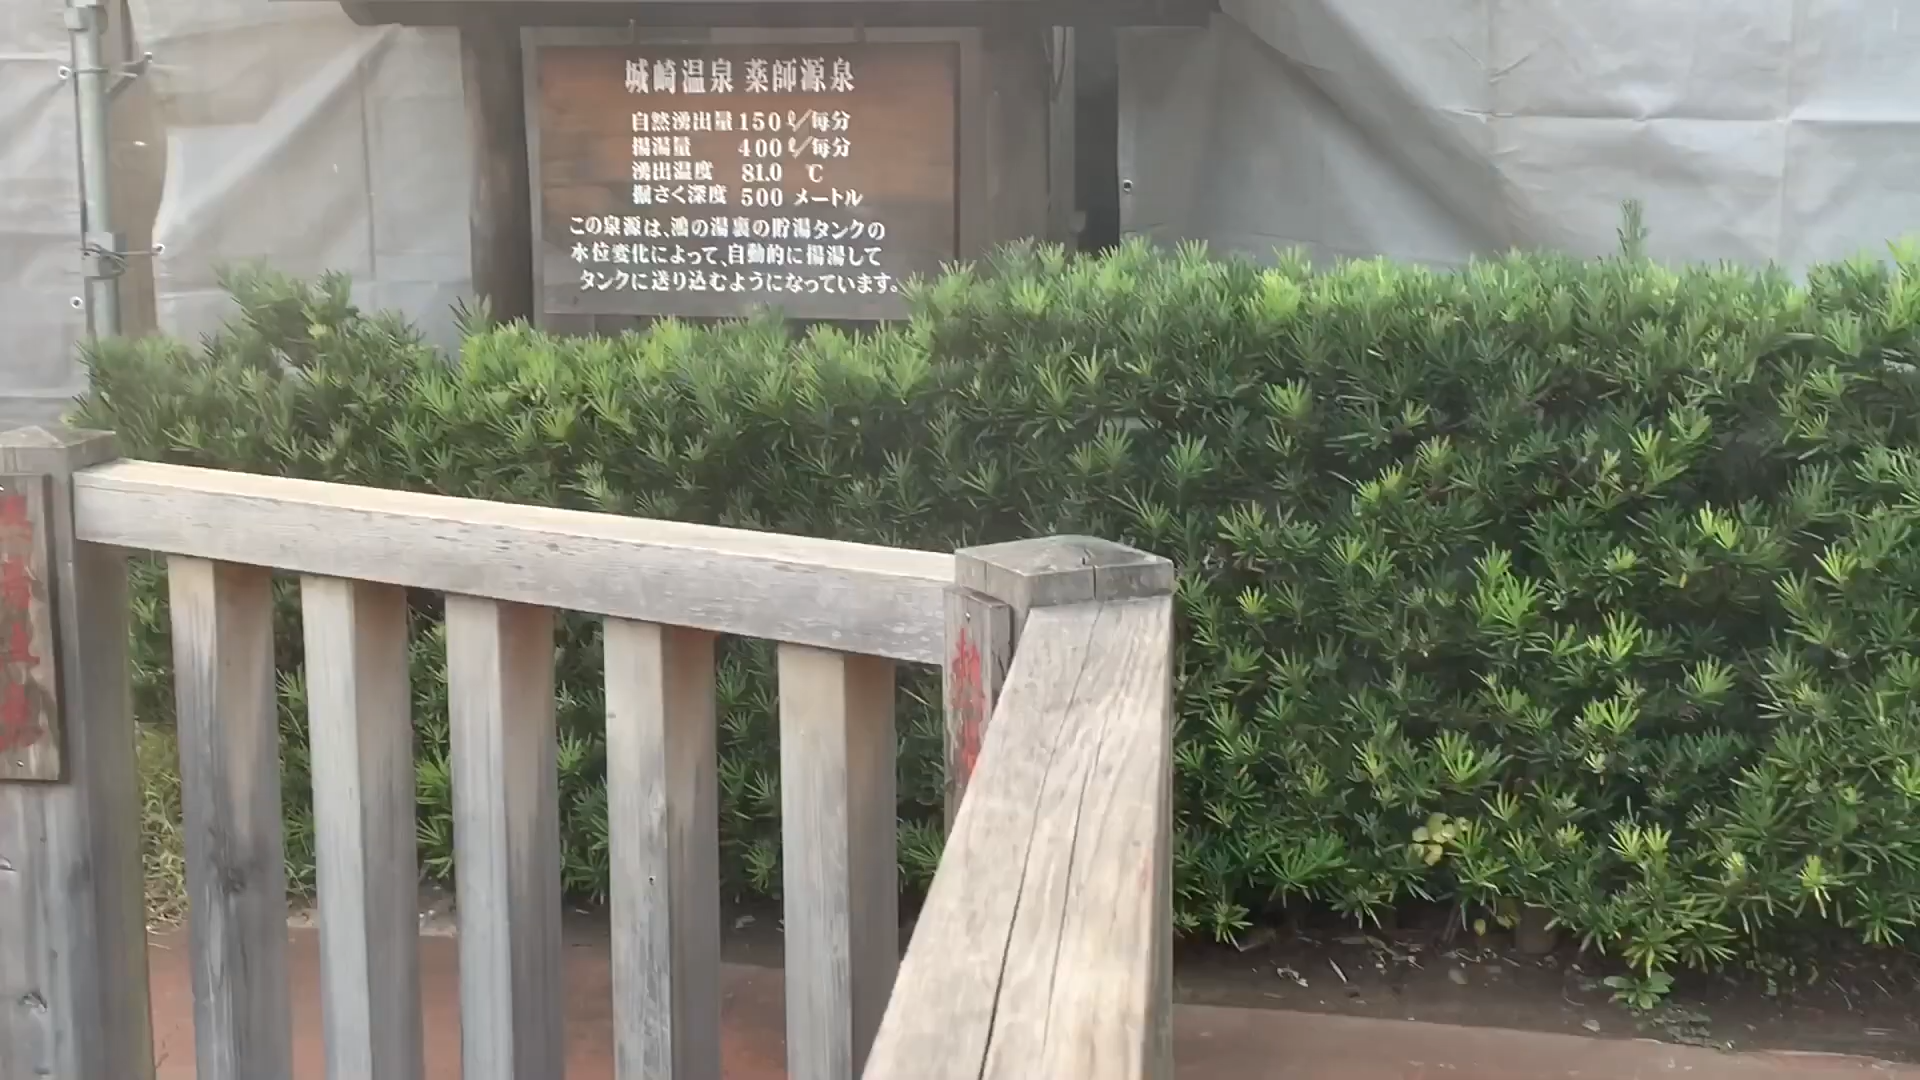 城崎温泉 薬師源泉
自然湧出量 150 ℓ/毎分
揚湯量 400 ℓ/毎分
湧出温度 81.0 ℃
掘さく深度 500 メートル
この泉源は、鴻の湯裏の貯湯タンクの
水位変化によって、自動的に揚湯して
タンクに送り込むようになっています。